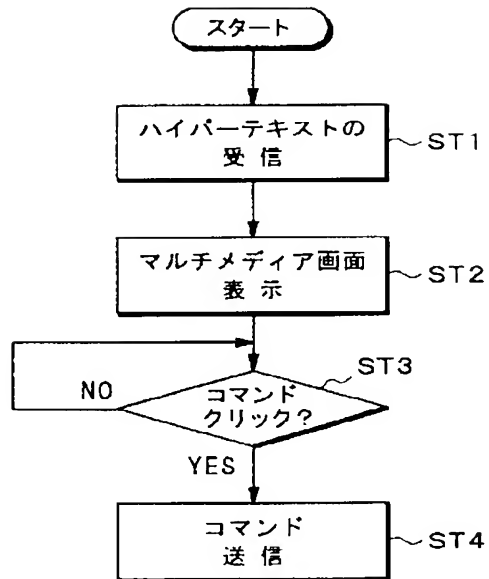 スタート
ハイパーテキストの
受信
ST1
マルチメディア画面
表示
ST2
コマンド
クリック?
ST3
NO
YES
コマンド
送信
ST4